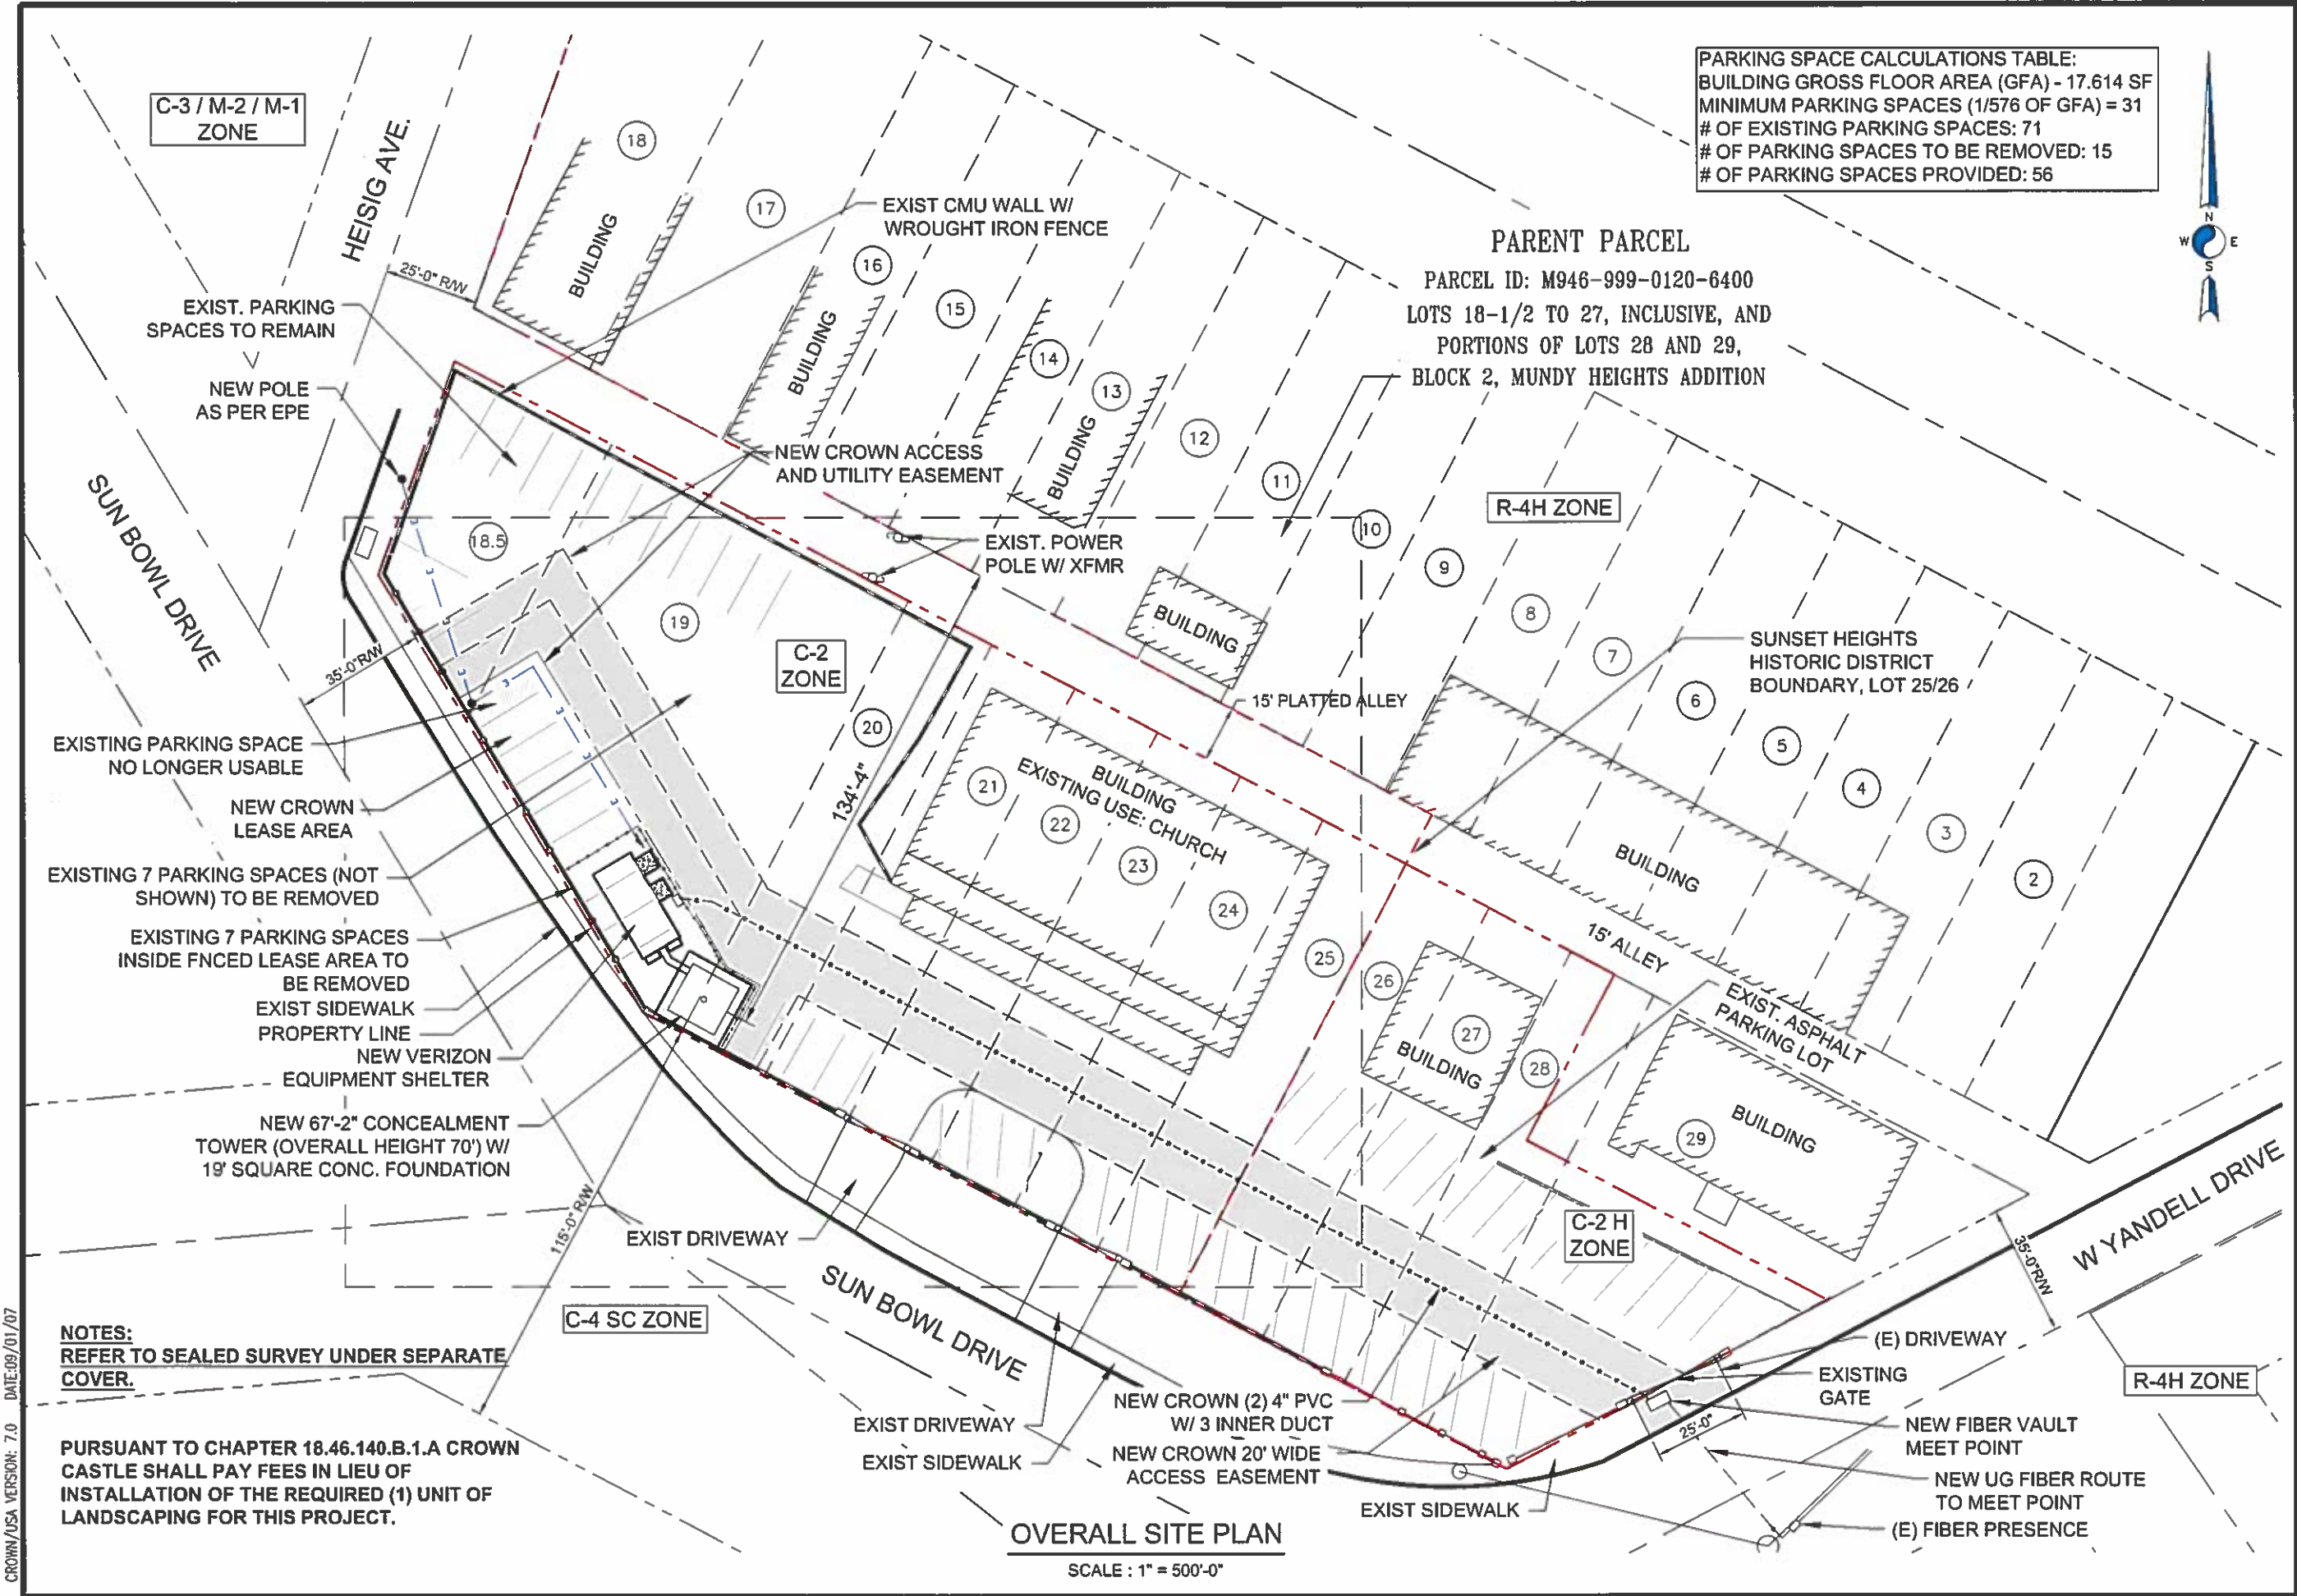 PARKING SPACE CALCULATIONS TABLE:
BUILDING GROSS FLOOR AREA (GFA) - 17.614 SF
MINIMUM PARKING SPACES (1/576 OF GFA) = 31
# OF EXISTING PARKING SPACES: 71
# OF PARKING SPACES TO BE REMOVED: 15
# OF PARKING SPACES PROVIDED: 56
N
W
E
S
C-3 / M-2 / M-1
ZONE
HEISIG AVE.
25'-0" R/W
18
BUILDING
17
EXIST CMU WALL W/
WROUGHT IRON FENCE
16
BUILDING
15
14
13
BUILDING
12
11
10
9
8
7
6
5
4
3
2
PARENT PARCEL
PARCEL ID: M946-999-0120-6400
LOTS 18-1/2 TO 27, INCLUSIVE, AND
PORTIONS OF LOTS 28 AND 29,
BLOCK 2, MUNDY HEIGHTS ADDITION
R-4H ZONE
EXIST. PARKING
SPACES TO REMAIN
NEW POLE
AS PER EPE
SUN BOWL DRIVE
NEW CROWN ACCESS
AND UTILITY EASEMENT
EXIST. POWER
POLE W/ XFMR
18.5
19
C-2
ZONE
20
35'-0"R/W
134'-4"
BUILDING
15' PLATTED ALLEY
SUNSET HEIGHTS
HISTORIC DISTRICT
BOUNDARY, LOT 25/26
BUILDING
EXISTING USE: CHURCH
21
22
23
24
25
26
27
BUILDING
28
29
BUILDING
BUILDING
15' ALLEY
EXIST. ASPHALT
PARKING LOT
EXISTING PARKING SPACE
NO LONGER USABLE
NEW CROWN
LEASE AREA
EXISTING 7 PARKING SPACES (NOT
SHOWN) TO BE REMOVED
EXISTING 7 PARKING SPACES
INSIDE FNCED LEASE AREA TO
BE REMOVED
EXIST SIDEWALK
PROPERTY LINE
NEW VERIZON
EQUIPMENT SHELTER
NEW 67'-2" CONCEALMENT
TOWER (OVERALL HEIGHT 70') W/
19' SQUARE CONC. FOUNDATION
115'-0" R/W
EXIST DRIVEWAY
C-4 SC ZONE
SUN BOWL DRIVE
C-2 H
ZONE
W YANDELL DRIVE
35'-0"R/W
(E) DRIVEWAY
EXISTING
GATE
R-4H ZONE
NEW FIBER VAULT
MEET POINT
25'-0"
NEW UG FIBER ROUTE
TO MEET POINT
(E) FIBER PRESENCE
NEW CROWN (2) 4" PVC
W/ 3 INNER DUCT
EXIST DRIVEWAY
EXIST SIDEWALK
NEW CROWN 20' WIDE
ACCESS EASEMENT
EXIST SIDEWALK
NOTES:
REFER TO SEALED SURVEY UNDER SEPARATE
COVER.
PURSUANT TO CHAPTER 18.46.140.B.1.A CROWN
CASTLE SHALL PAY FEES IN LIEU OF
INSTALLATION OF THE REQUIRED (1) UNIT OF
LANDSCAPING FOR THIS PROJECT.
OVERALL SITE PLAN
SCALE : 1" = 500'-0"
CROWN/USA VERSION: 7.0 DATE:09/01/07